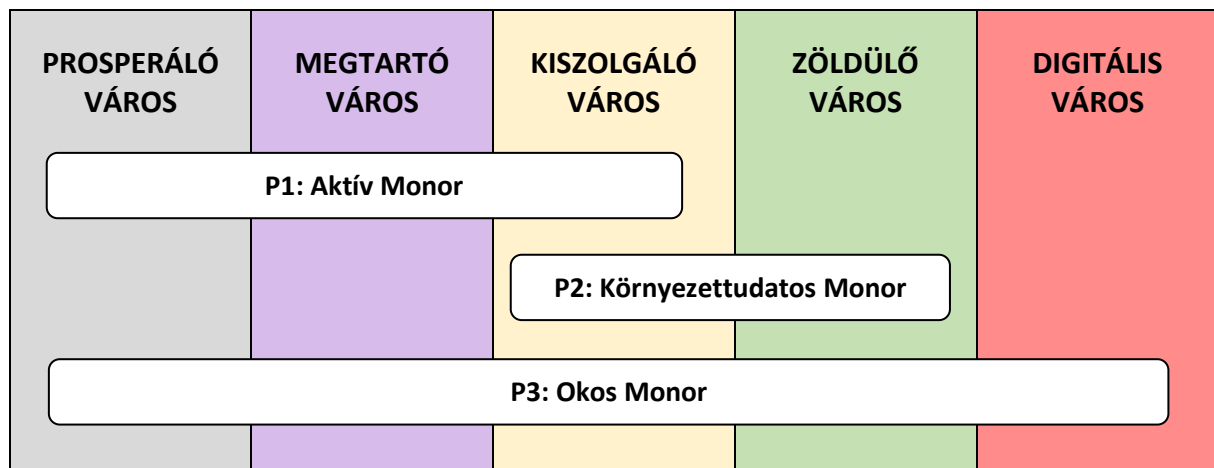 PROSPERÁLÓ
VÁROS
MEGTARTÓ
VÁROS
KISZOLGÁLÓ
VÁROS
ZÖLDÜLŐ
VÁROS
DIGITÁLIS
VÁROS
P1: Aktív Monor
P2: Környezettudatos Monor
P3: Okos Monor